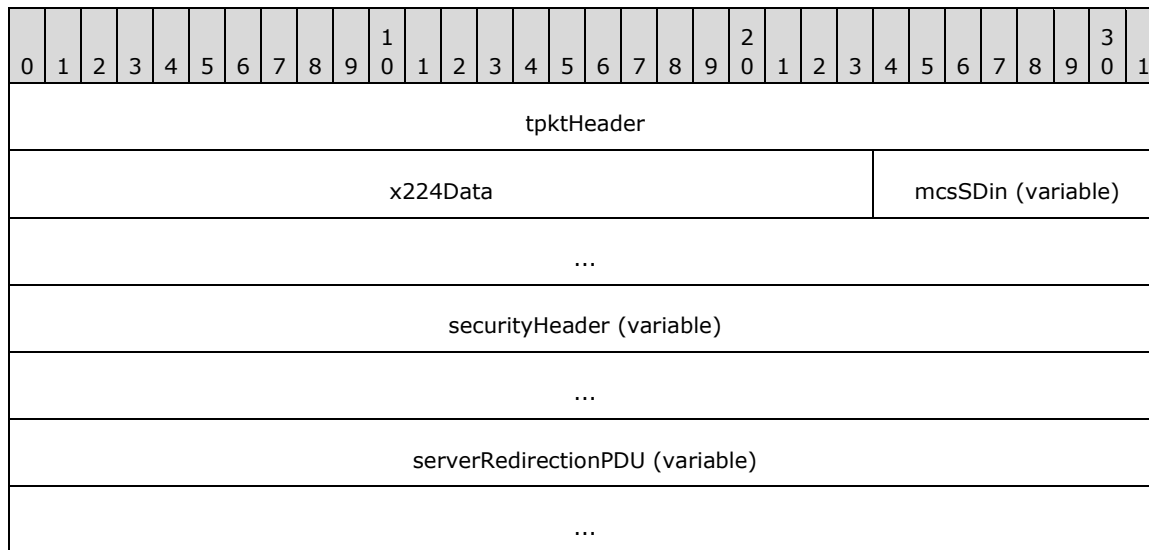 0 1 2 3 4 5 6 7 8 9 1 0 1 2 3 4 5 6 7 8 9 2 0 1 2 3 4 5 6 7 8 9 3 0 1
tpktHeader
x224Data mcsSDin (variable)
...
securityHeader (variable)
...
serverRedirectionPDU (variable)
...